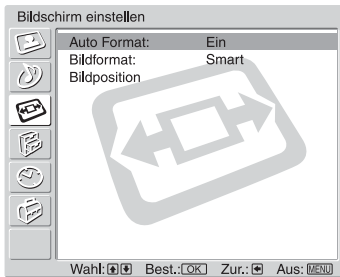 Bildschirm einstellen
Auto Format: Ein
Bildformat: Smart
Bildposition
Wahl: Best.: OK Zur.: Aus: MENU